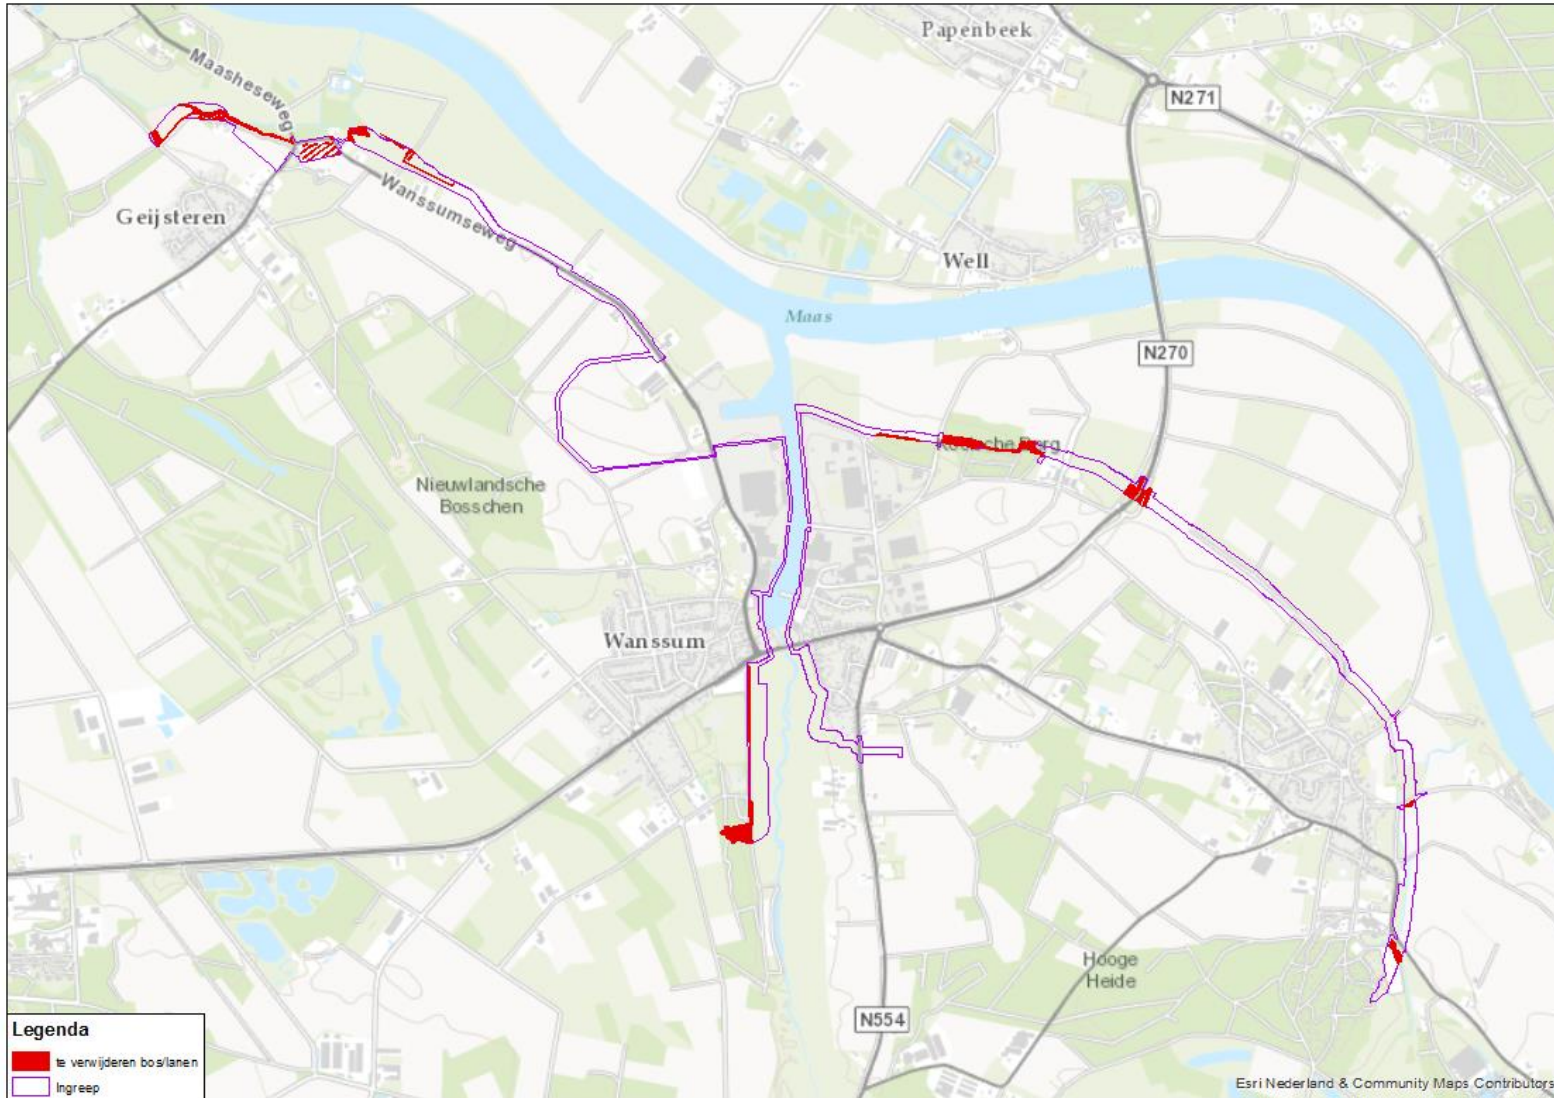 Papenbeek
N271
Maasheseweg
Geijsteren
Wanssumseweg
Well
Maas
N270
Nieuwlandsche
Bosschen
Wanssum
Hooge
Heide
N554
Legenda
te verwijderen bos/lanen
Ingreep
Esri Nederland & Community Maps Contributors